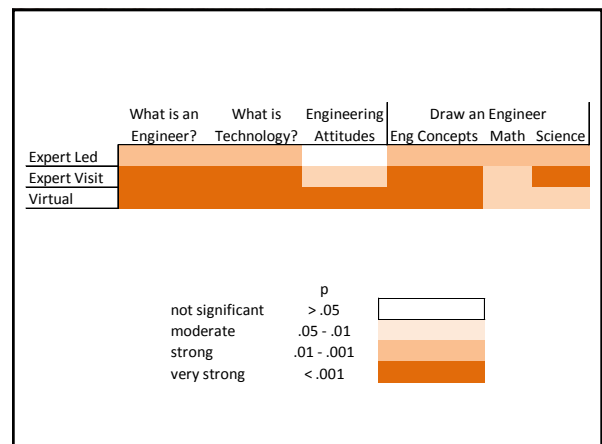 What is an What is Engineering Draw an Engineer
Engineer? Technology? Attitudes Eng Concepts Math Science
Expert Led
Expert Visit
Virtual
p
not significant > .05
moderate .05 - .01
strong .01 - .001
very strong < .001